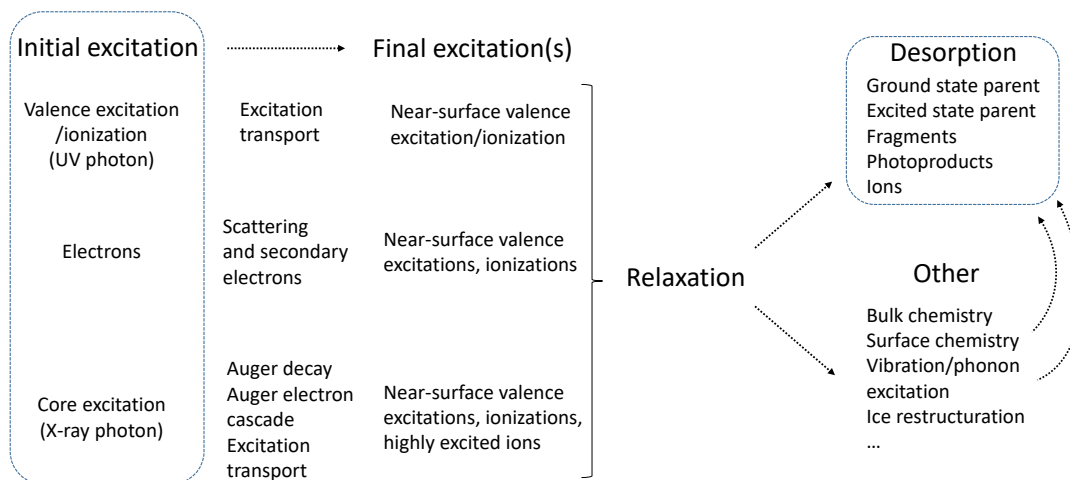 Initial excitation
Final excitation(s)
Valence excitation
/ionization
(UV photon)
Excitation
transport
Near-surface valence
excitation/ionization
Electrons
Scattering
and secondary
electrons
Near-surface valence
excitations, ionizations
Core excitation
(X-ray photon)
Auger decay
Auger electron
cascade
Excitation
transport
Near-surface valence
excitations, ionizations,
highly excited ions
Relaxation
Desorption
Ground state parent
Excited state parent
Fragments
Photoproducts
Ions
Other
Bulk chemistry
Surface chemistry
Vibration/phonon
excitation
Ice restructuration
...